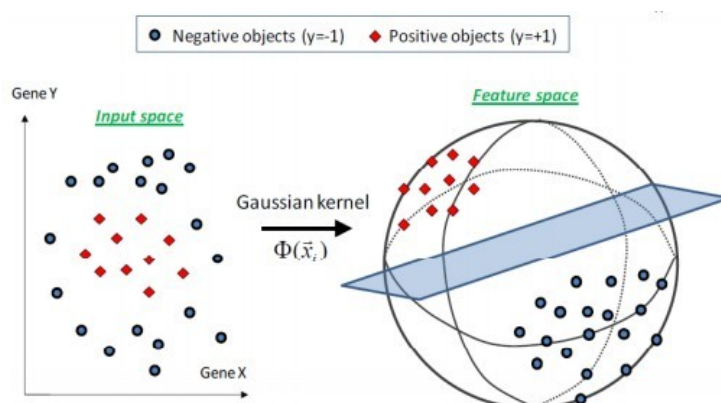 Negative objects (y=-1) Positive objects (y=+1)
Gene Y
Input space
Feature space
Gaussian kernel
Φ(x⃗ᵢ)
Gene X